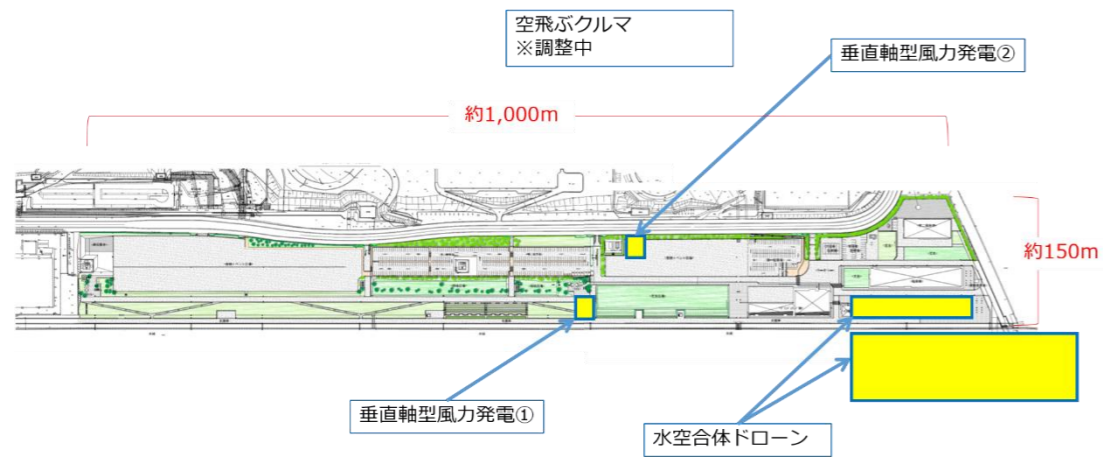 空飛ぶクルマ
※調整中
垂直軸型風力発電②
約1,000m
約150m
垂直軸型風力発電①
水空合体ドローン